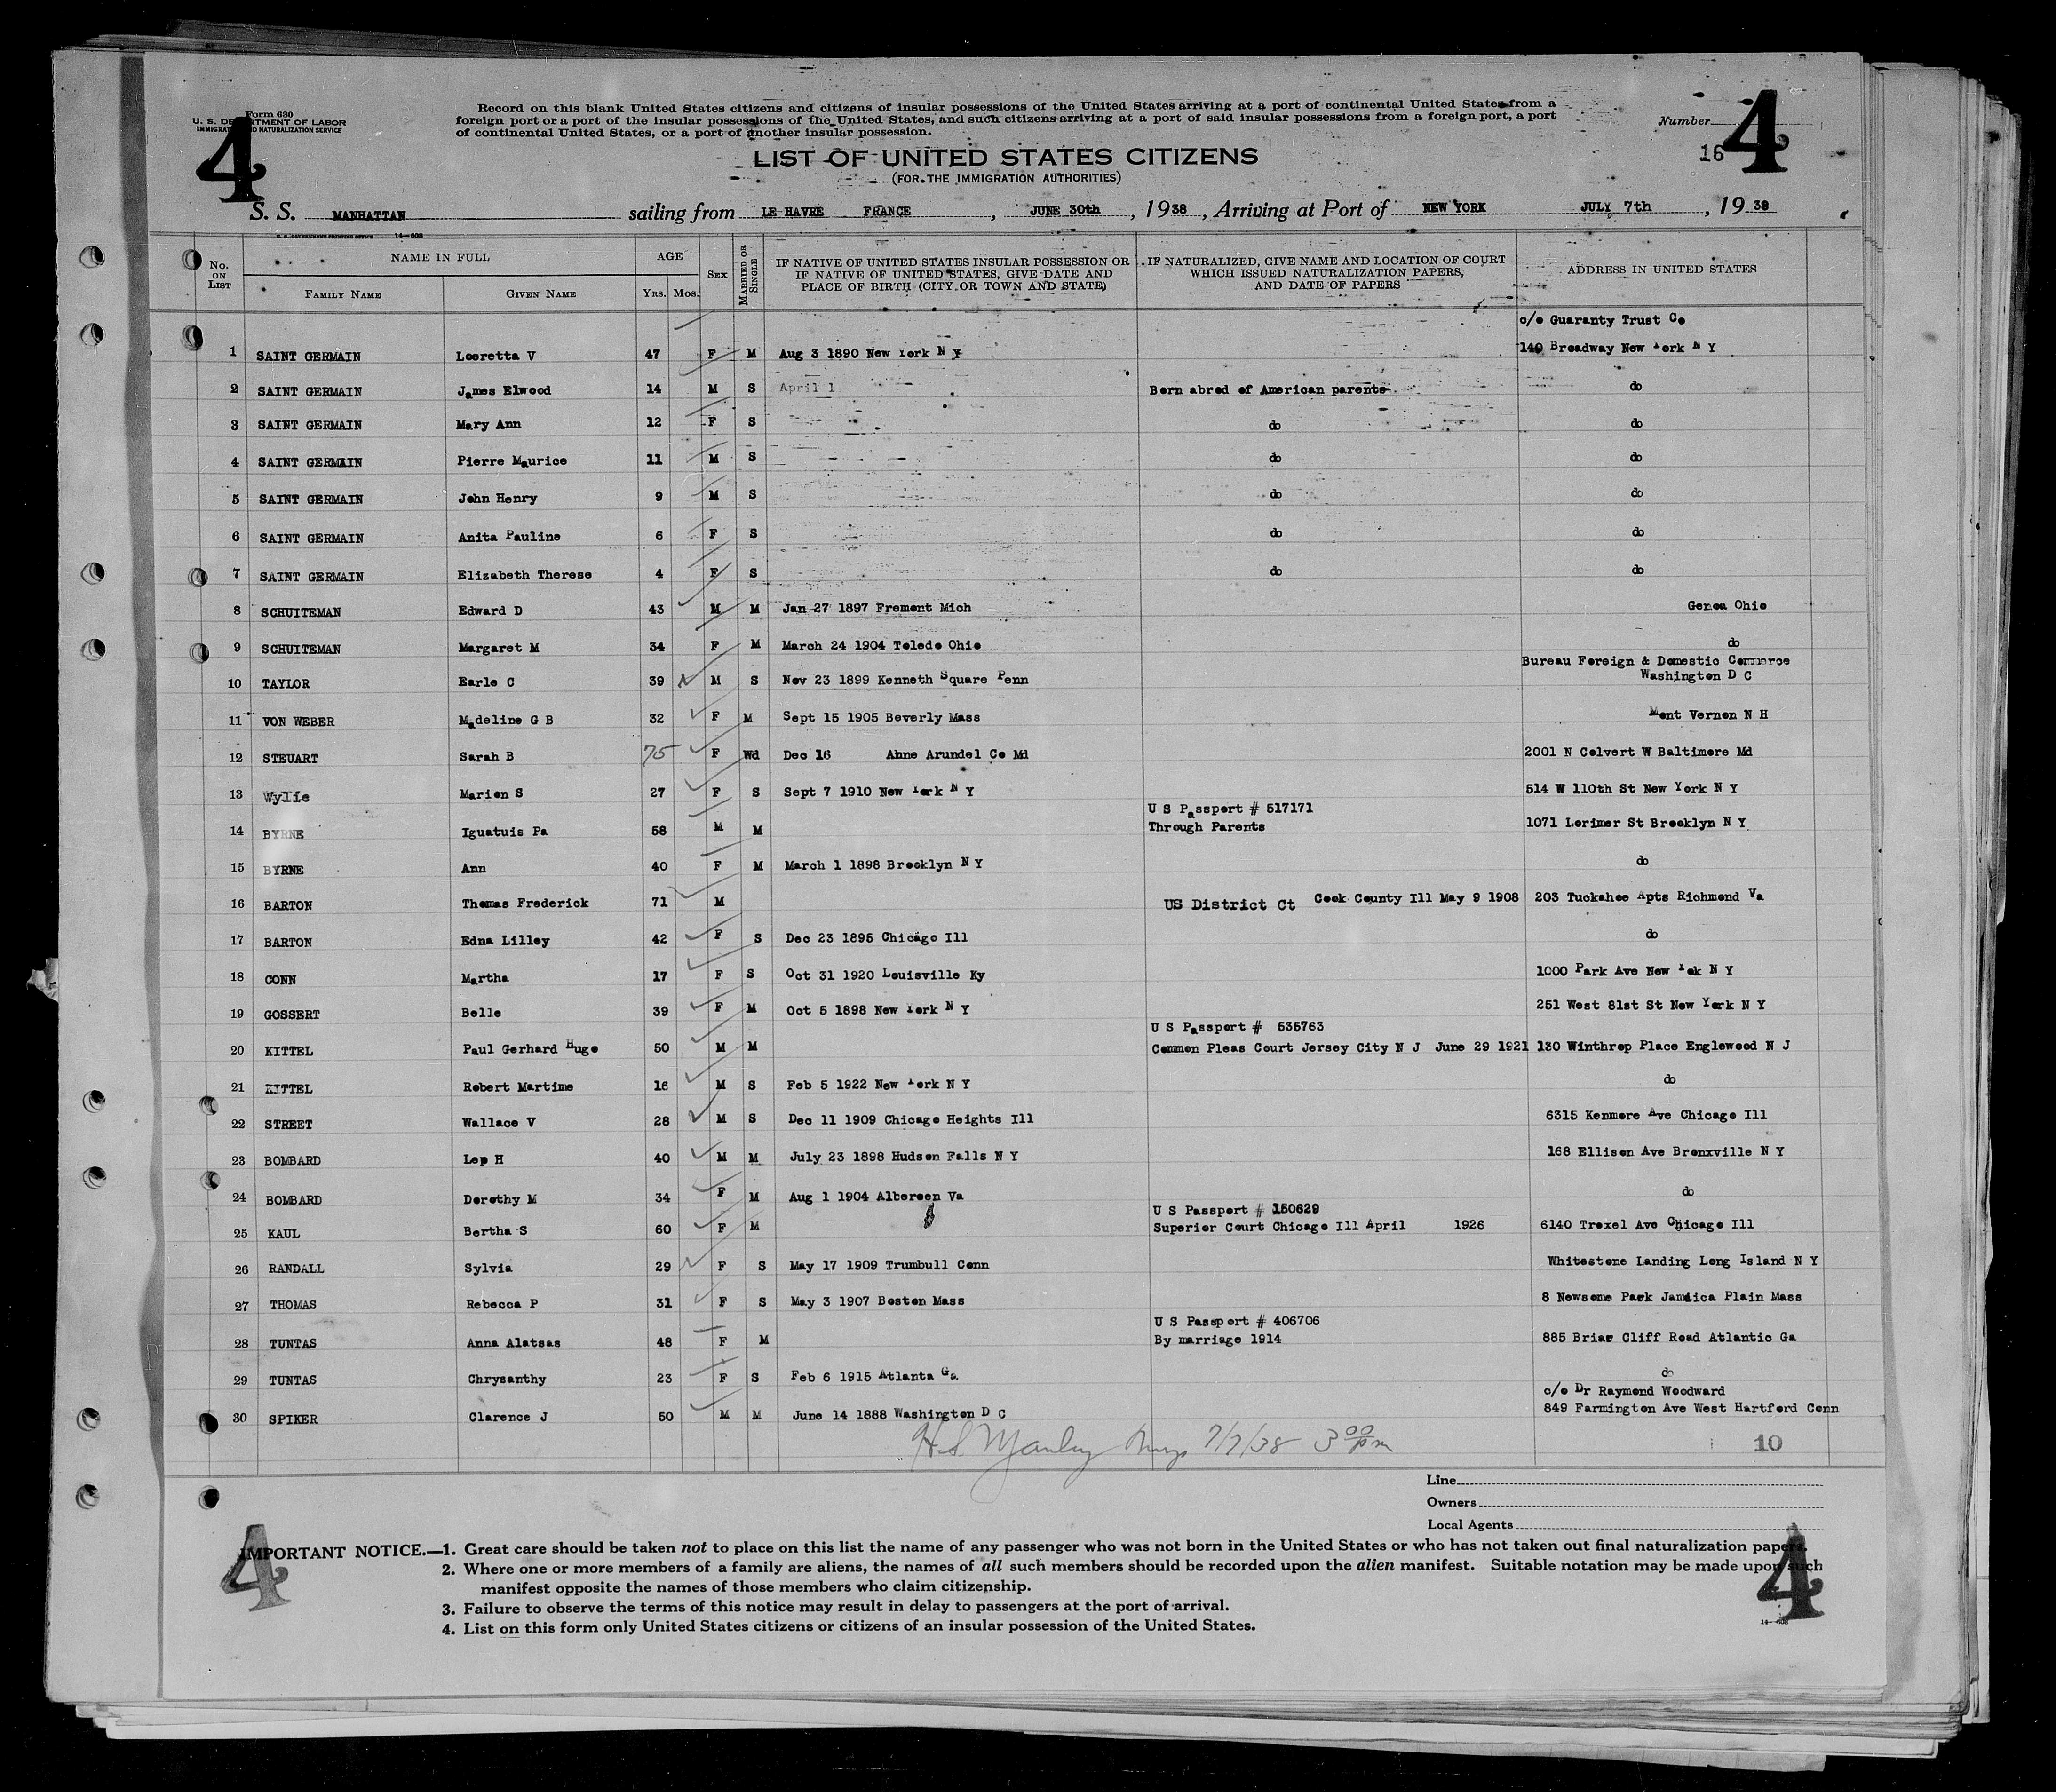 Form 630
U. S. DEPARTMENT OF LABOR
IMMIGRATION AND NATURALIZATION SERVICE
4
Record on this blank United States citizens and citizens of insular possessions of the United States arriving at a port of continental United States from a
foreign port or a port of the insular possessions of the United States, and such citizens arriving at a port of said insular possessions from a foreign port, a port
of continental United States, or a port of another insular possession.
Number
4
16
LIST OF UNITED STATES CITIZENS
(FOR THE IMMIGRATION AUTHORITIES)
S. S. MANHATTAN sailing from LE HAVRE FRANCE, JUNE 30th, 1938, Arriving at Port of NEW YORK JULY 7th, 1938
U. S. GOVERNMENT PRINTING OFFICE 14—608
No. ON LIST NAME IN FULL FAMILY NAME GIVEN NAME AGE YRS. MOS. SEX MARRIED OR SINGLE IF NATIVE OF UNITED STATES INSULAR POSSESSION OR IF NATIVE OF UNITED STATES, GIVE DATE AND PLACE OF BIRTH (CITY OR TOWN AND STATE) IF NATURALIZED, GIVE NAME AND LOCATION OF COURT WHICH ISSUED NATURALIZATION PAPERS, AND DATE OF PAPERS ADDRESS IN UNITED STATES
c/o Guaranty Trust Co
1 SAINT GERMAIN Loeretta V 47 F M Aug 3 1890 New York N Y 140 Broadway New York N Y
2 SAINT GERMAIN James Elwood 14 M S April 1 Born abred of American parents do
3 SAINT GERMAIN Mary Ann 12 F S do do
4 SAINT GERMAIN Pierre Maurice 11 M S do do
5 SAINT GERMAIN John Henry 9 M S do do
6 SAINT GERMAIN Anita Pauline 6 F S do do
7 SAINT GERMAIN Elizabeth Therese 4 F S do do
8 SCHUITEMAN Edward D 43 M M Jan 27 1897 Fremont Mich Genoa Ohio
9 SCHUITEMAN Margaret M 34 F M March 24 1904 Toledo Ohio do
Bureau Foreign & Domestic Commerce
10 TAYLOR Earle C 39 M S Nov 23 1899 Kenneth Square Penn Washington D C
11 VON WEBER Madeline G B 32 F M Sept 15 1905 Beverly Mass Mont Vernon N H
12 STEUART Sarah B 75 F Wd Dec 16 Ahne Arundel Co Md 2001 N Calvert W Baltimore Md
13 Wylie Marion S 27 F S Sept 7 1910 New York N Y 514 W 110th St New York N Y
U S Passport # 517171
14 BYRNE Iguatuis Pa 58 M M Through Parents 1071 Lorimer St Brooklyn N Y
15 BYRNE Ann 40 F M March 1 1898 Brooklyn N Y do
16 BARTON Thomas Frederick 71 M US District Ct Cook County Ill May 9 1908 203 Tuckahoe Apts Richmond Va
17 BARTON Edna Lilley 42 F S Dec 23 1895 Chicago Ill do
18 CONN Martha 17 F S Oct 31 1920 Louisville Ky 1000 Park Ave New Yok N Y
19 GOSSERT Belle 39 F M Oct 5 1898 New York N Y 251 West 81st St New York N Y
U S Passport # 535763
20 KITTEL Paul Gerhard Hugo 50 M M Common Pleas Court Jersey City N J June 29 1921 130 Winthrop Place Englewood N J
21 KITTEL Robert Martime 16 M S Feb 5 1922 New York N Y do
22 STREET Wallace V 28 M S Dec 11 1909 Chicago Heights Ill 6315 Kenmore Ave Chicago Ill
23 BOMBARD Lep H 40 M M July 23 1898 Hudson Falls N Y 168 Ellison Ave Bronxville N Y
24 BOMBARD Dorothy M 34 F M Aug 1 1904 Albereen Va do
U S Passport # 150629
25 KAUL Bertha S 60 F M Superior Court Chicago Ill April 1926 6140 Troxel Ave Chicago Ill
26 RANDALL Sylvia 29 F S May 17 1909 Trumbull Conn Whitestone Landing Long Island N Y
27 THOMAS Rebecca P 31 F S May 3 1907 Boston Mass 8 Newsome Park Jamaica Plain Mass
U S Passport # 406706
28 TUNTAS Anna Alatsas 48 F M By marriage 1914 885 Briar Cliff Road Atlantic Ga
29 TUNTAS Chrysanthy 23 F S Feb 6 1915 Atlanta Ga. do
c/o Dr Raymond Woodward
30 SPIKER Clarence J 50 M M June 14 1888 Washington D C 849 Farmington Ave West Hartford Conn
H.S. Manley 7/7/38 3 00 pm 10
Line
Owners
Local Agents
4
IMPORTANT NOTICE.—1. Great care should be taken not to place on this list the name of any passenger who was not born in the United States or who has not taken out final naturalization papers.
2. Where one or more members of a family are aliens, the names of all such members should be recorded upon the alien manifest. Suitable notation may be made upon such
manifest opposite the names of those members who claim citizenship.
3. Failure to observe the terms of this notice may result in delay to passengers at the port of arrival.
4. List on this form only United States citizens or citizens of an insular possession of the United States.
4
14—608